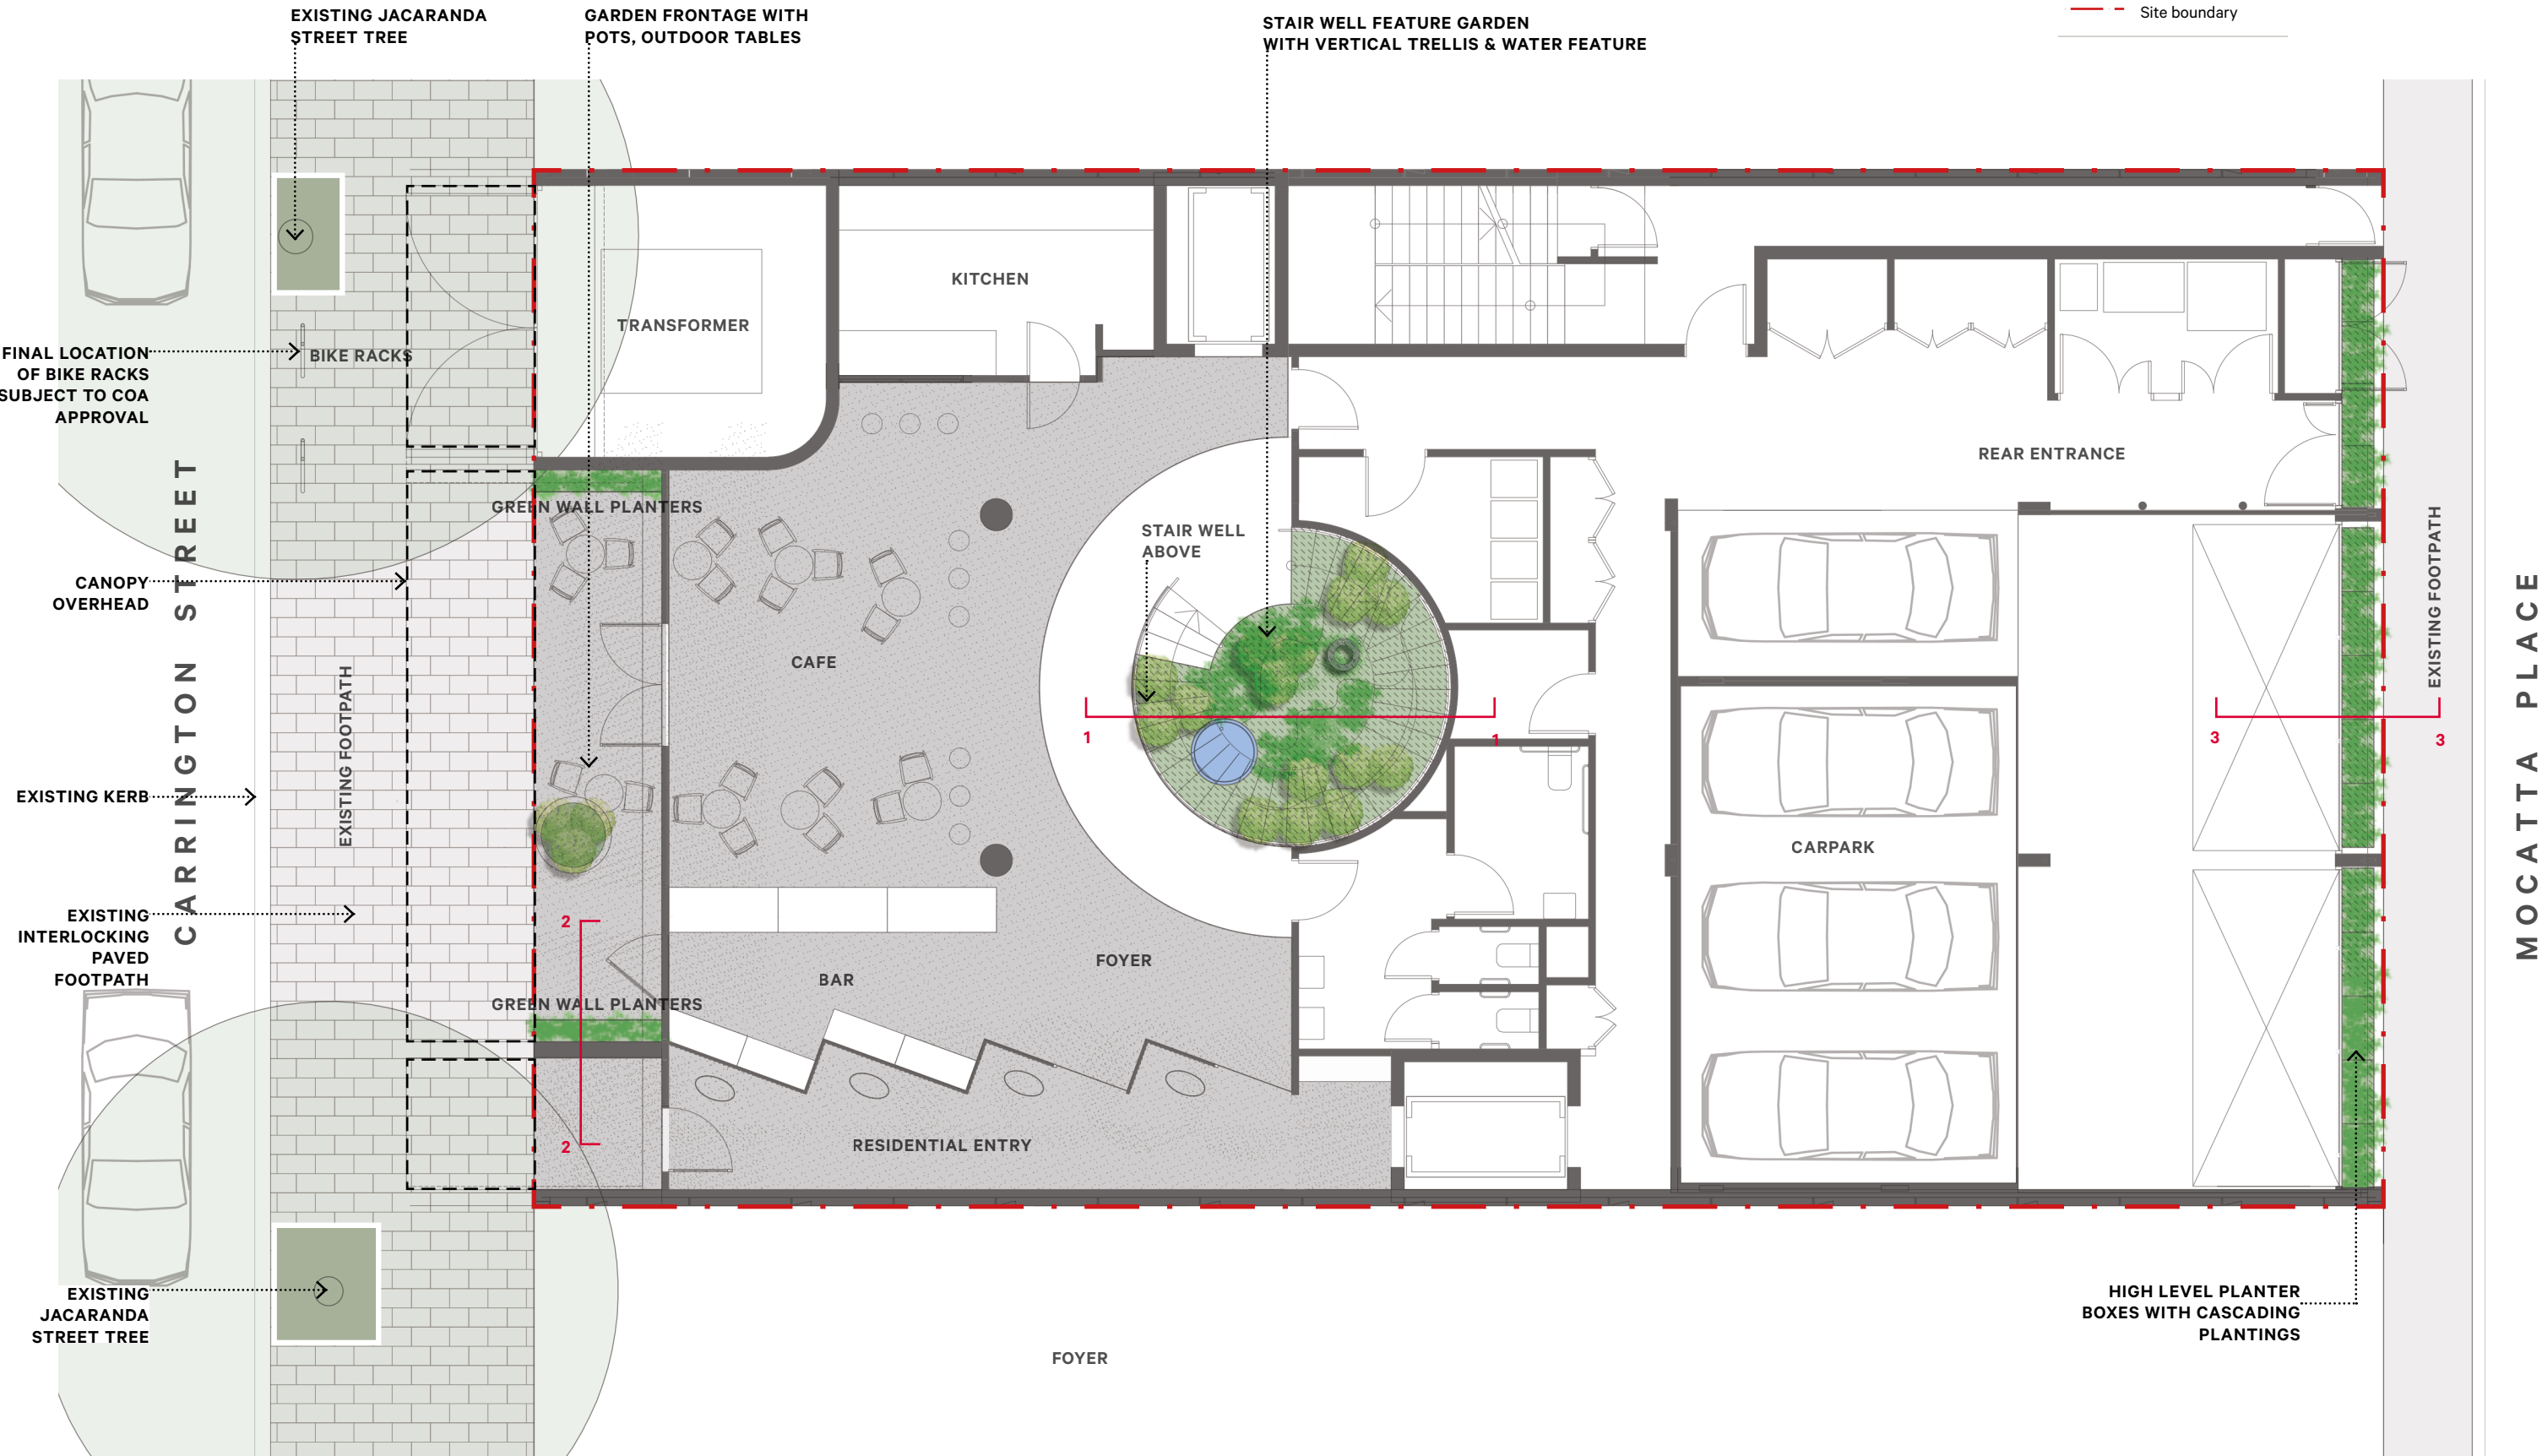 EXISTING JACARANDA
STREET TREE
GARDEN FRONTAGE WITH
POTS, OUTDOOR TABLES
STAIR WELL FEATURE GARDEN
WITH VERTICAL TRELLIS & WATER FEATURE
Site boundary
KITCHEN
TRANSFORMER
FINAL LOCATION
OF BIKE RACKS
SUBJECT TO COA
APPROVAL
BIKE RACKS
REAR ENTRANCE
GREEN WALL PLANTERS
STAIR WELL
ABOVE
CANOPY
OVERHEAD
CARRINGTON STREET
EXISTING FOOTPATH
CAFE
EXISTING FOOTPATH
MOCATTA PLACE
1
1
3
3
EXISTING KERB
CARPARK
EXISTING
INTERLOCKING
PAVED
FOOTPATH
2
FOYER
BAR
GREEN WALL PLANTERS
2
RESIDENTIAL ENTRY
EXISTING
JACARANDA
STREET TREE
HIGH LEVEL PLANTER
BOXES WITH CASCADING
PLANTINGS
FOYER